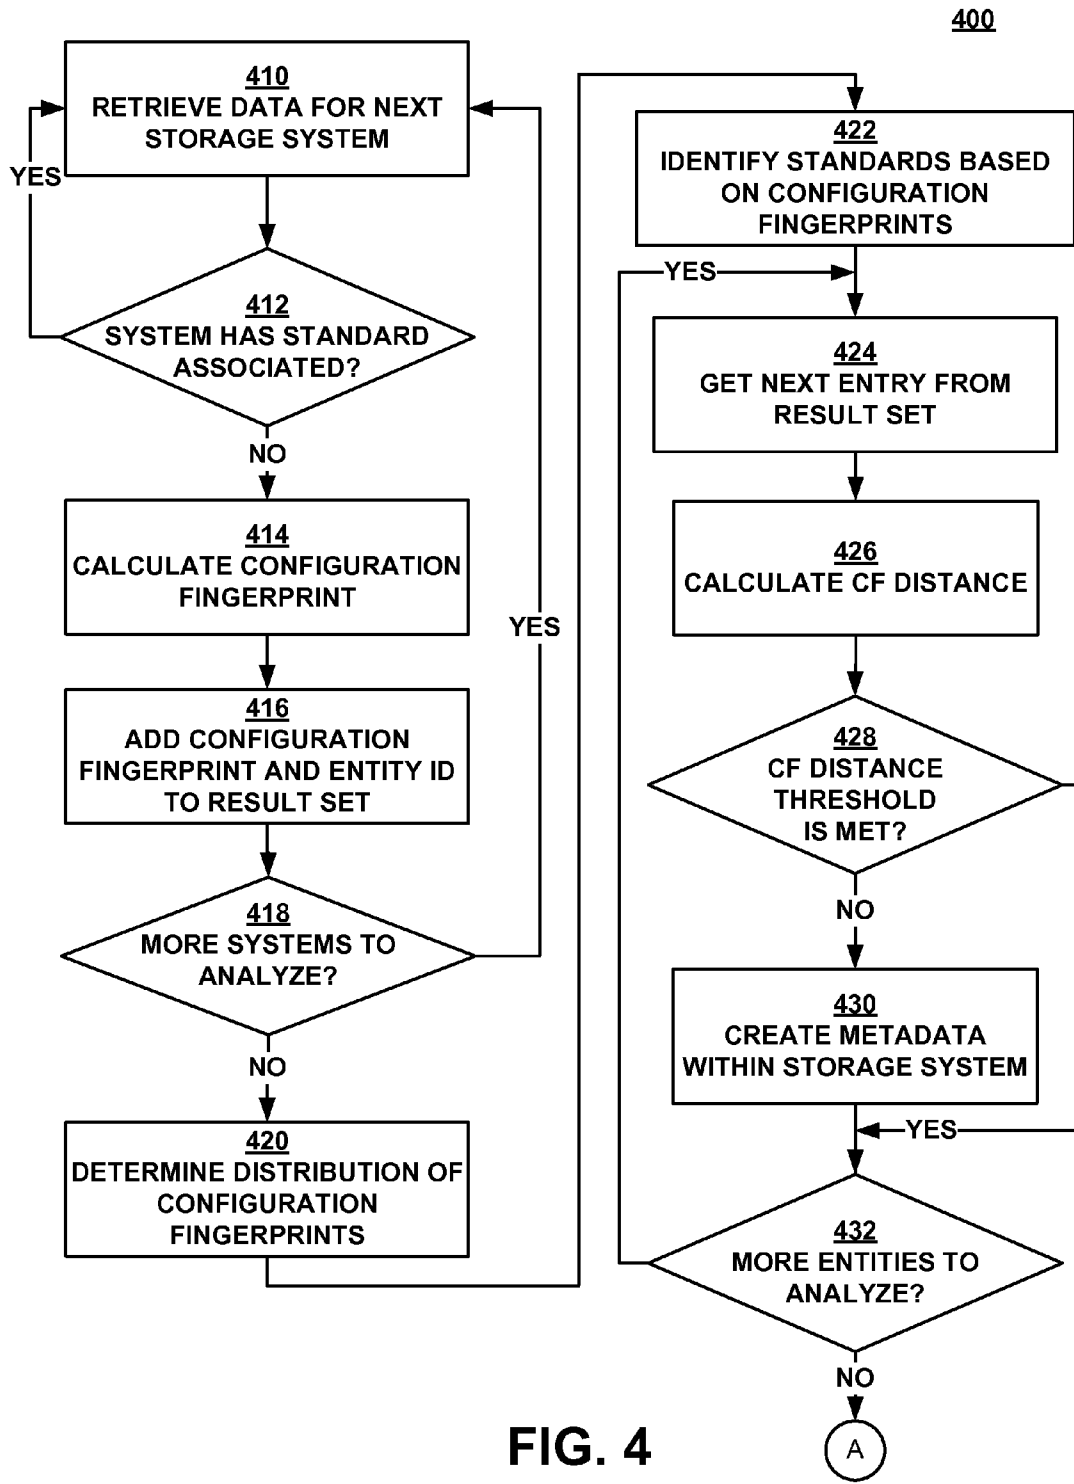 400
410
RETRIEVE DATA FOR NEXT
STORAGE SYSTEM
YES
412
SYSTEM HAS STANDARD
ASSOCIATED?
NO
414
CALCULATE CONFIGURATION
FINGERPRINT
YES
416
ADD CONFIGURATION
FINGERPRINT AND ENTITY ID
TO RESULT SET
418
MORE SYSTEMS TO
ANALYZE?
NO
420
DETERMINE DISTRIBUTION OF
CONFIGURATION
FINGERPRINTS
422
IDENTIFY STANDARDS BASED
ON CONFIGURATION
FINGERPRINTS
YES
424
GET NEXT ENTRY FROM
RESULT SET
426
CALCULATE CF DISTANCE
428
CF DISTANCE
THRESHOLD
IS MET?
NO
430
CREATE METADATA
WITHIN STORAGE SYSTEM
YES
432
MORE ENTITIES TO
ANALYZE?
NO
A
FIG. 4